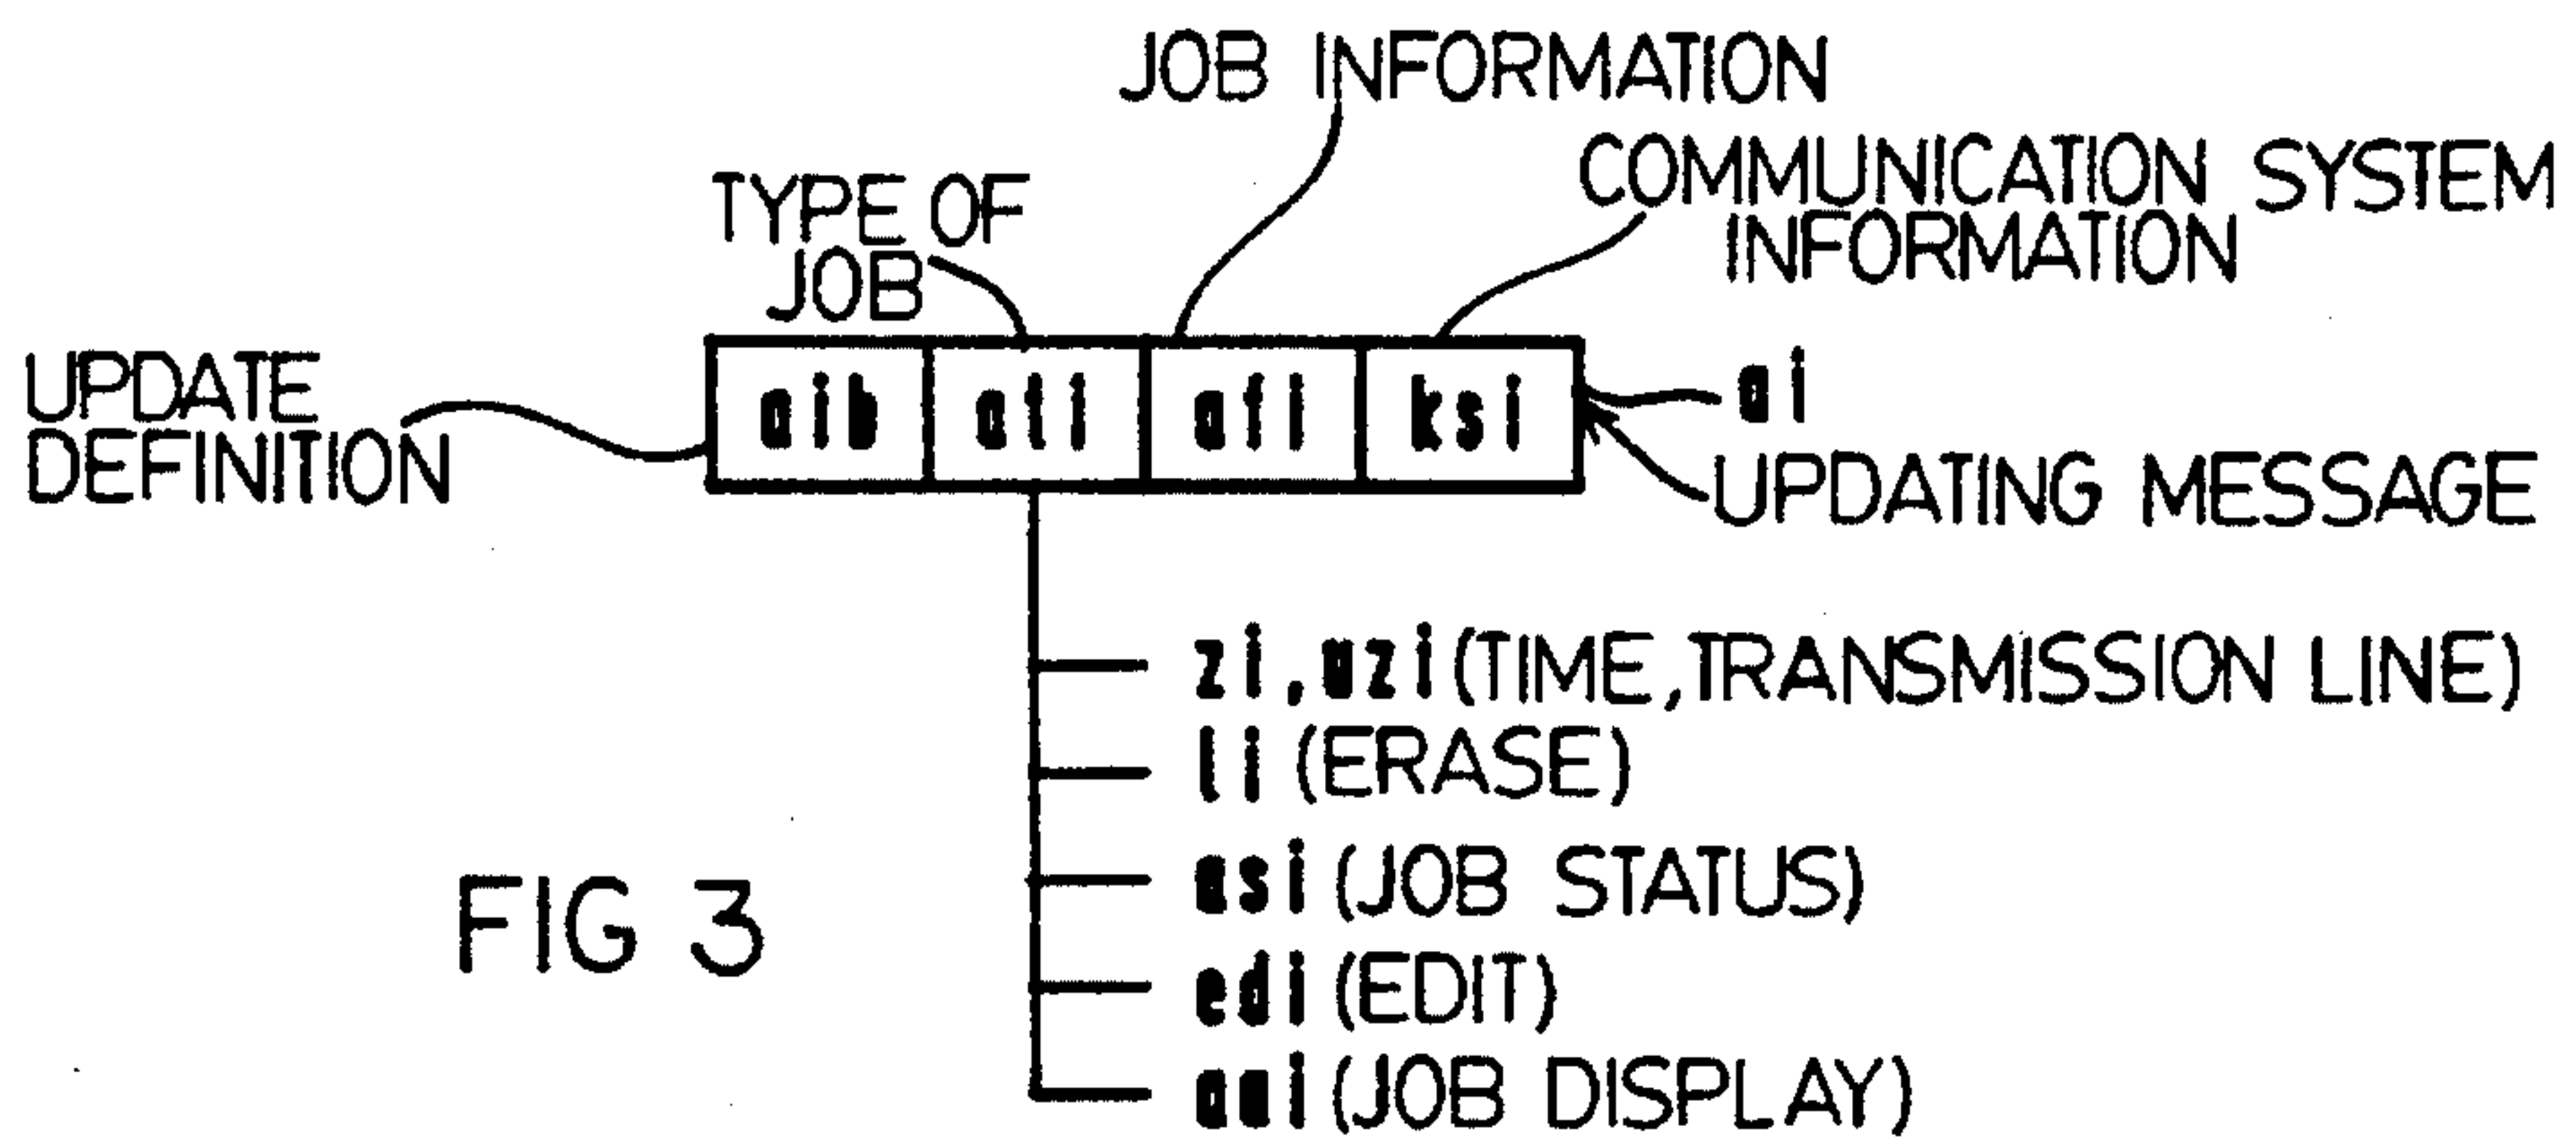 JOB INFORMATION
COMMUNICATION SYSTEM
INFORMATION
TYPE OF
JOB
UPDATE
DEFINITION
aib ati afi ksi
ai
UPDATING MESSAGE
zi, uzi (TIME, TRANSMISSION LINE)
li (ERASE)
asi (JOB STATUS)
edi (EDIT)
aai (JOB DISPLAY)
FIG 3